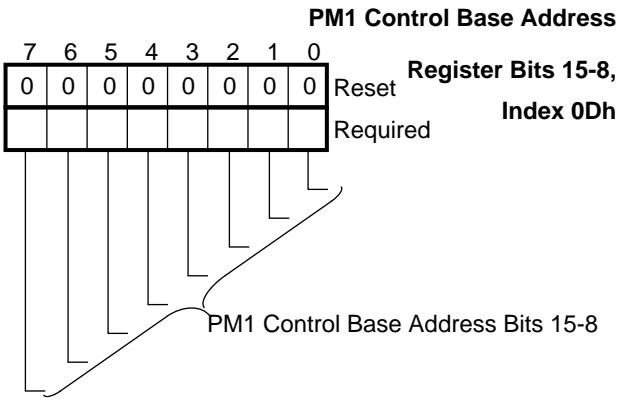 PM1 Control Base Address
Register Bits 15-8,
Index 0Dh
7 6 5 4 3 2 1 0
0 0 0 0 0 0 0 0 Reset
Required
PM1 Control Base Address Bits 15-8